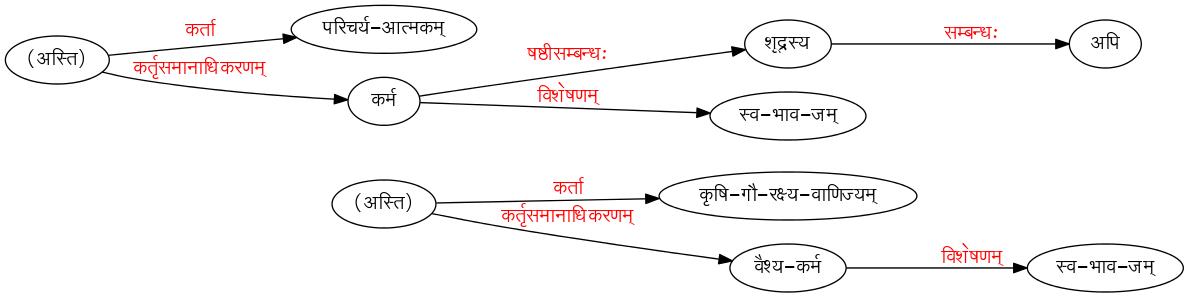 कर्ता
परिचर्य-आत्मकम्
(अस्ति)
कर्तृसमानाधिकरणम्
कर्म
षष्ठीसम्बन्धः
शूद्रस्य
सम्बन्धः
अपि
विशेषणम्
स्व-भाव-जम्
(अस्ति)
कर्ता
कृषि-गौ-रक्ष्य-वाणिज्यम्
कर्तृसमानाधिकरणम्
वैश्य-कर्म
विशेषणम्
स्व-भाव-जम्